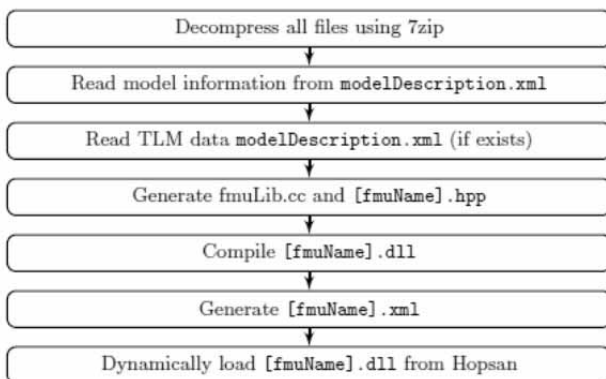 Decompress all files using 7zip
Read model information from modelDescription.xml
Read TLM data modelDescription.xml (if exists)
Generate fmuLib.cc and [fmuName].hpp
Compile [fmuName].dll
Generate [fmuName].xml
Dynamically load [fmuName].dll from Hopsan